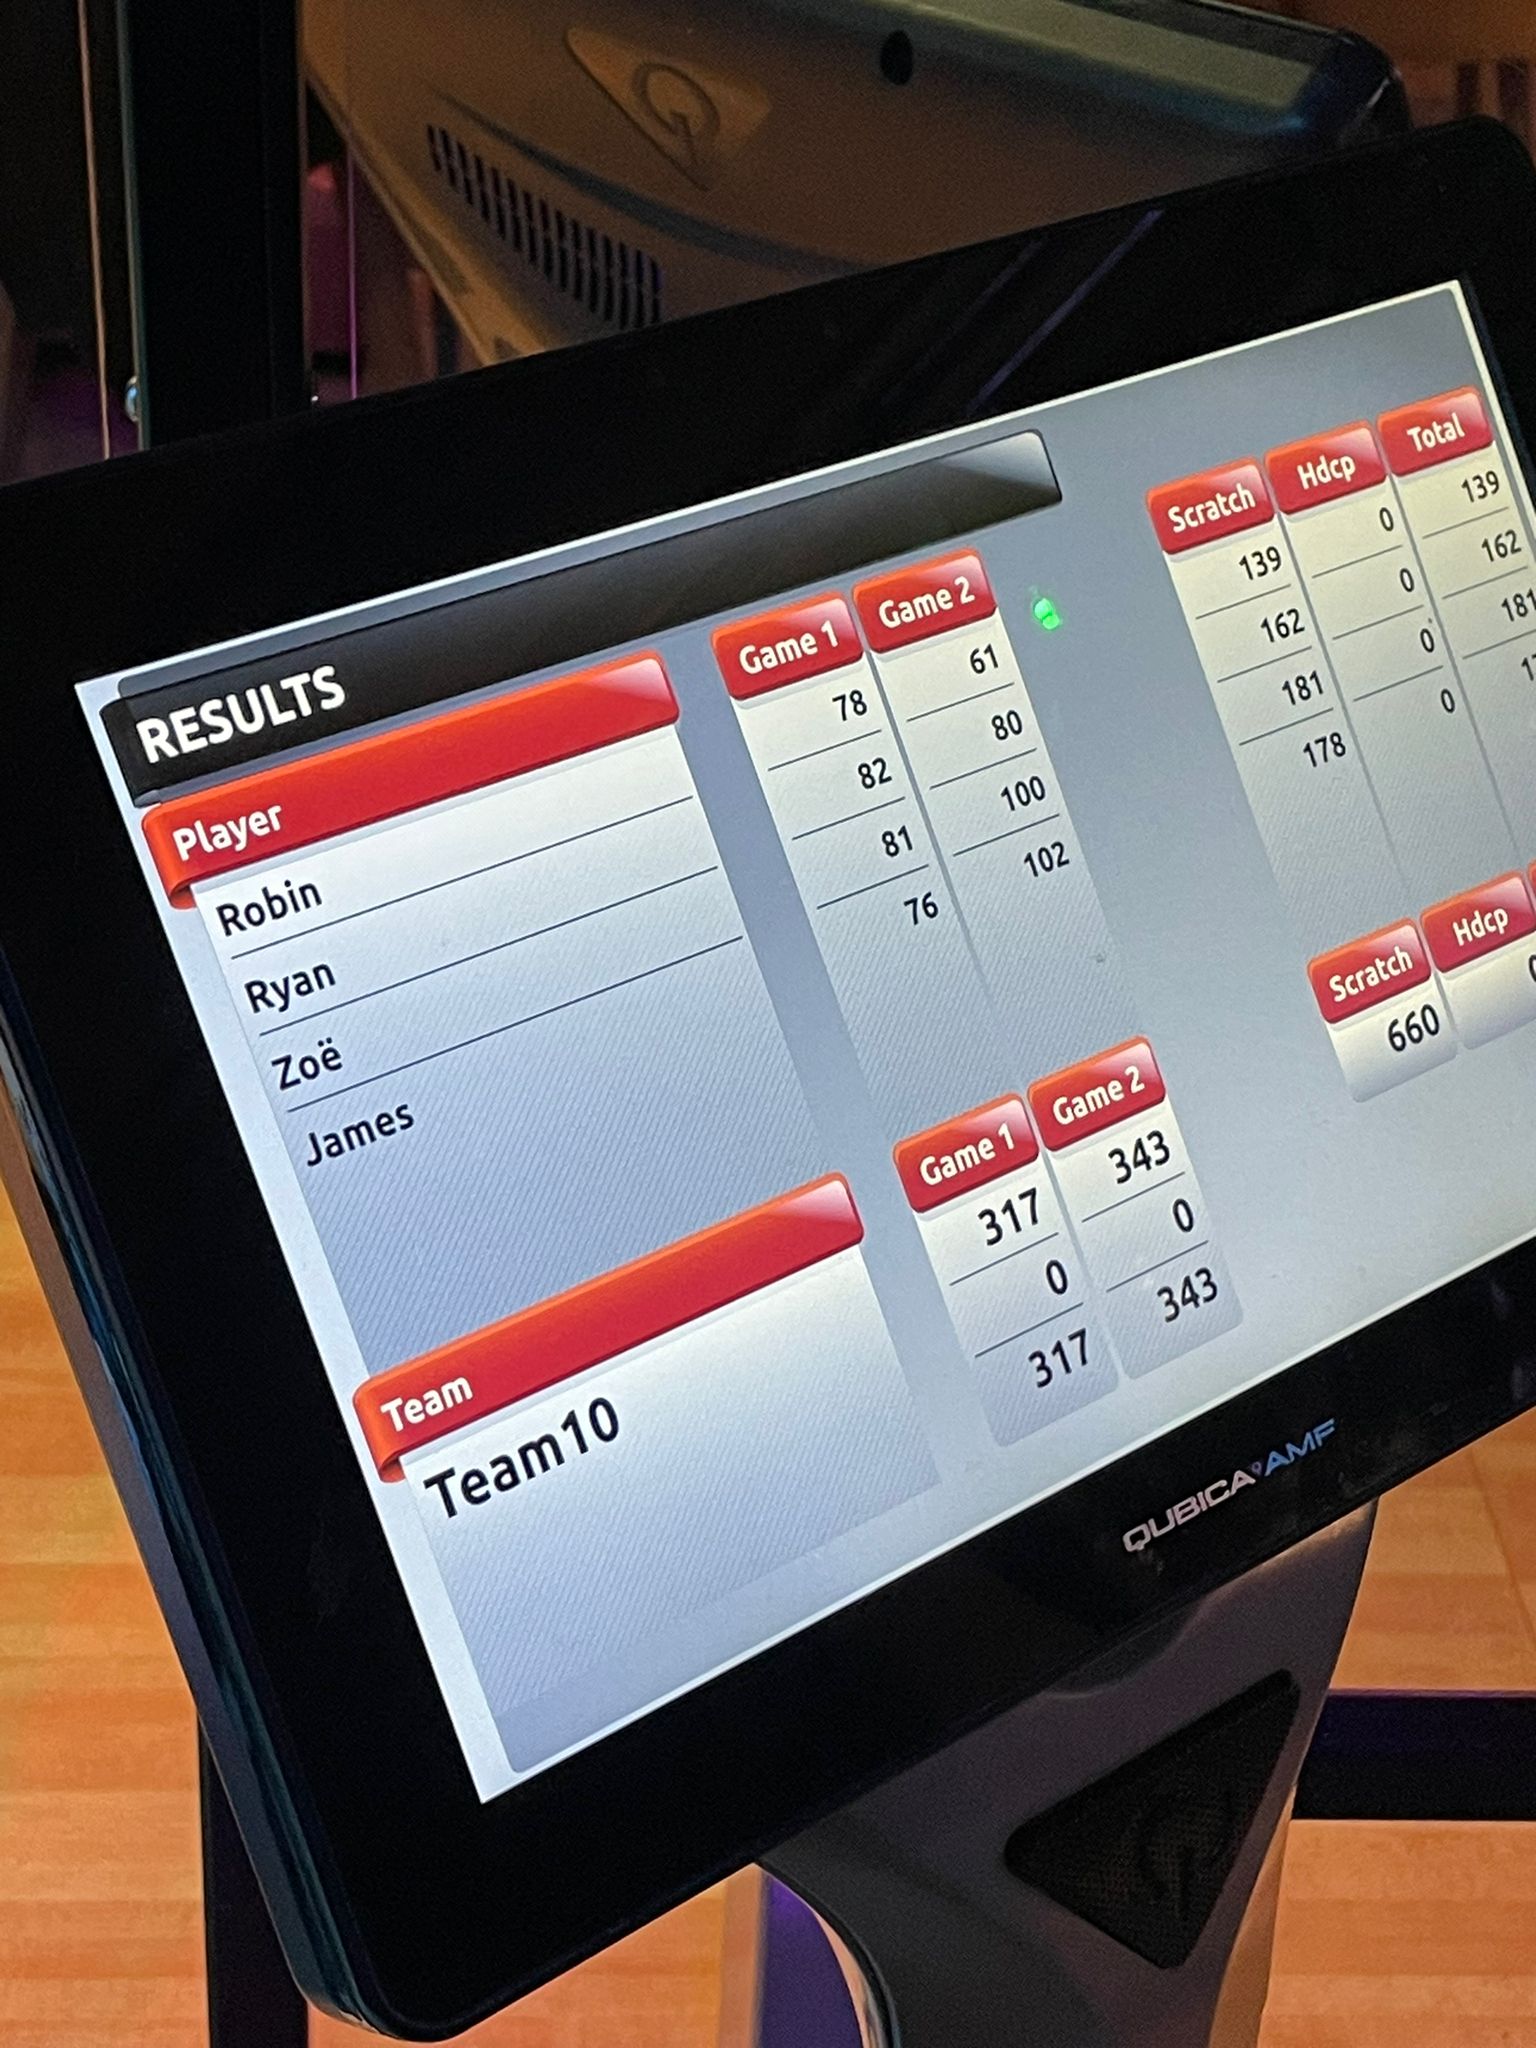 RESULTS
Player Game 1 Game 2 Scratch Hdcp Total
Robin 78 61 139 0 139
Ryan 82 80 162 0 162
Zoë 81 100 181 0 181
James 76 102 178 0
Team Game 1 Game 2 Scratch Hdcp
Team10 317 343 660
0 0
317 343
QUBICA AMF